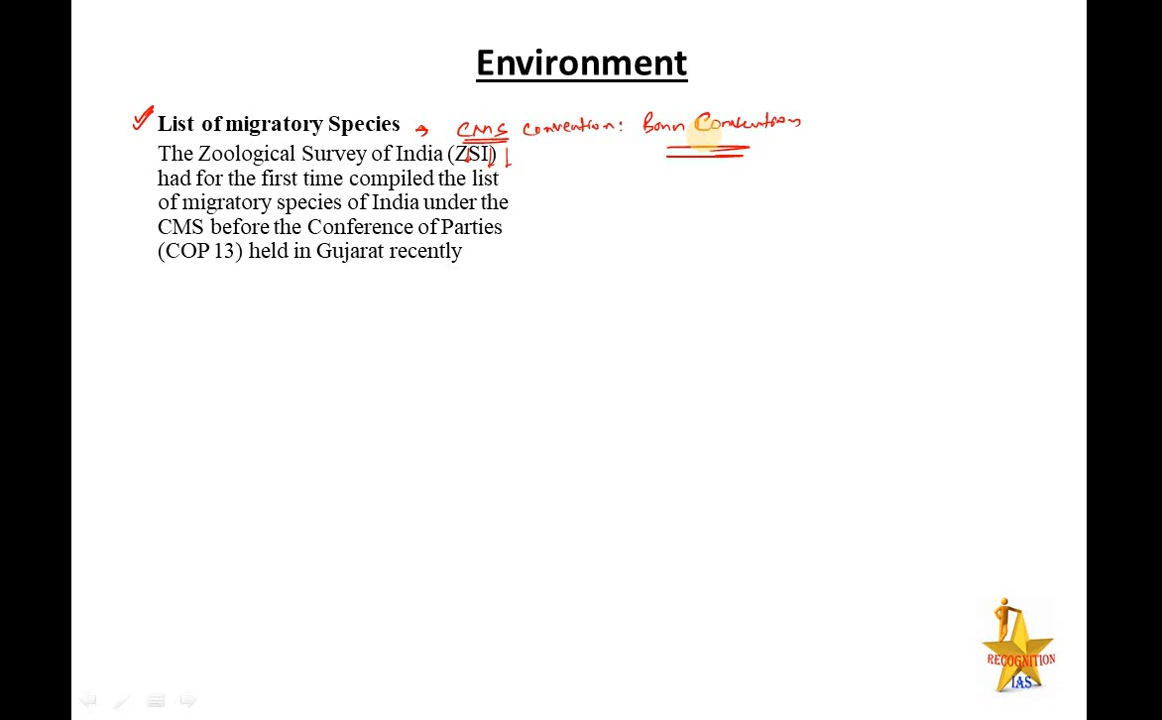 Environment
List of migratory Species → CMS Convention: Bonn Convention
The Zoological Survey of India (ZSI)
had for the first time compiled the list
of migratory species of India under the
CMS before the Conference of Parties
(COP 13) held in Gujarat recently
RECOGNITION
IAS